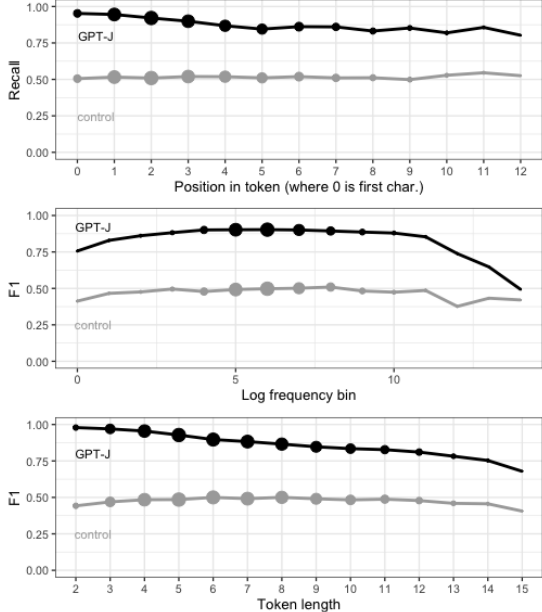 1.00
0.75
0.50
0.25
0.00
Recall
GPT-J
control
0 1 2 3 4 5 6 7 8 9 10 11 12
Position in token (where 0 is first char.)
1.00
0.75
0.50
0.25
0.00
F1
GPT-J
control
0 5 10
Log frequency bin
1.00
0.75
0.50
0.25
0.00
F1
GPT-J
control
2 3 4 5 6 7 8 9 10 11 12 13 14 15
Token length